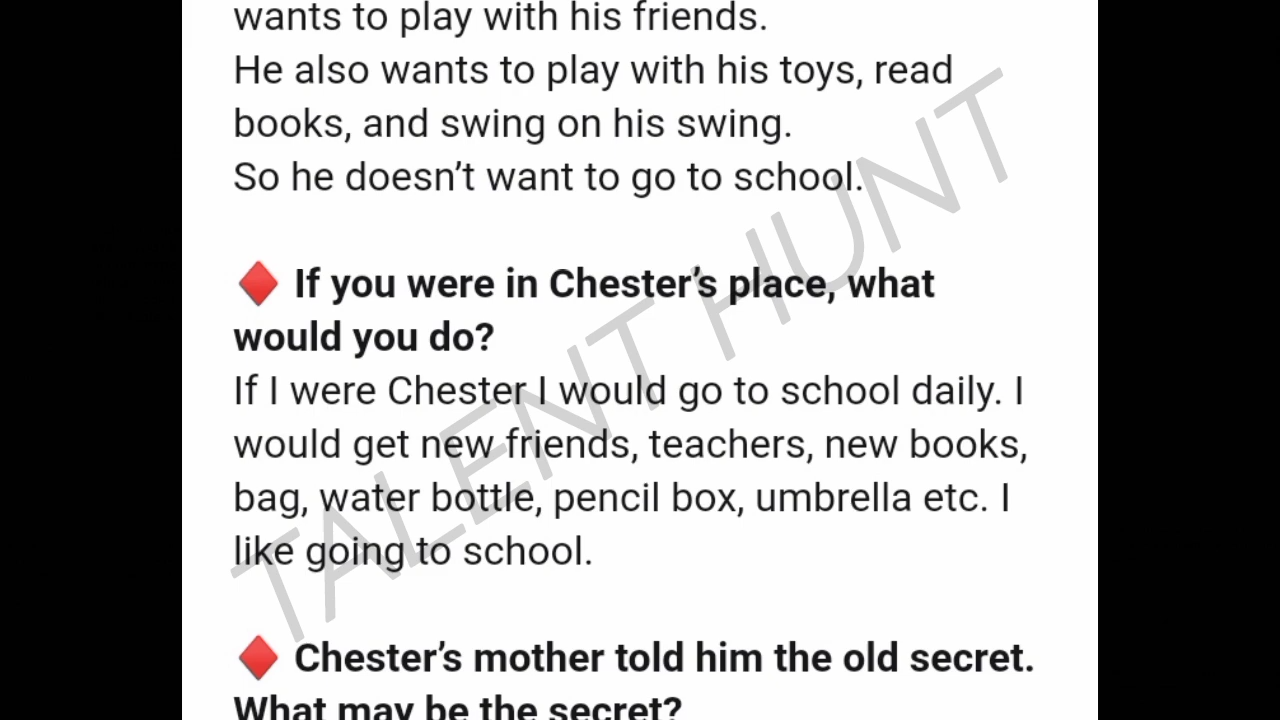 wants to play with his friends.
He also wants to play with his toys, read
books, and swing on his swing.
So he doesn’t want to go to school.
♦️ If you were in Chester’s place, what
would you do?
If I were Chester I would go to school daily. I
would get new friends, teachers, new books,
bag, water bottle, pencil box, umbrella etc. I
like going to school.
♦️ Chester’s mother told him the old secret.
What may be the secret?
TALENT HUNT